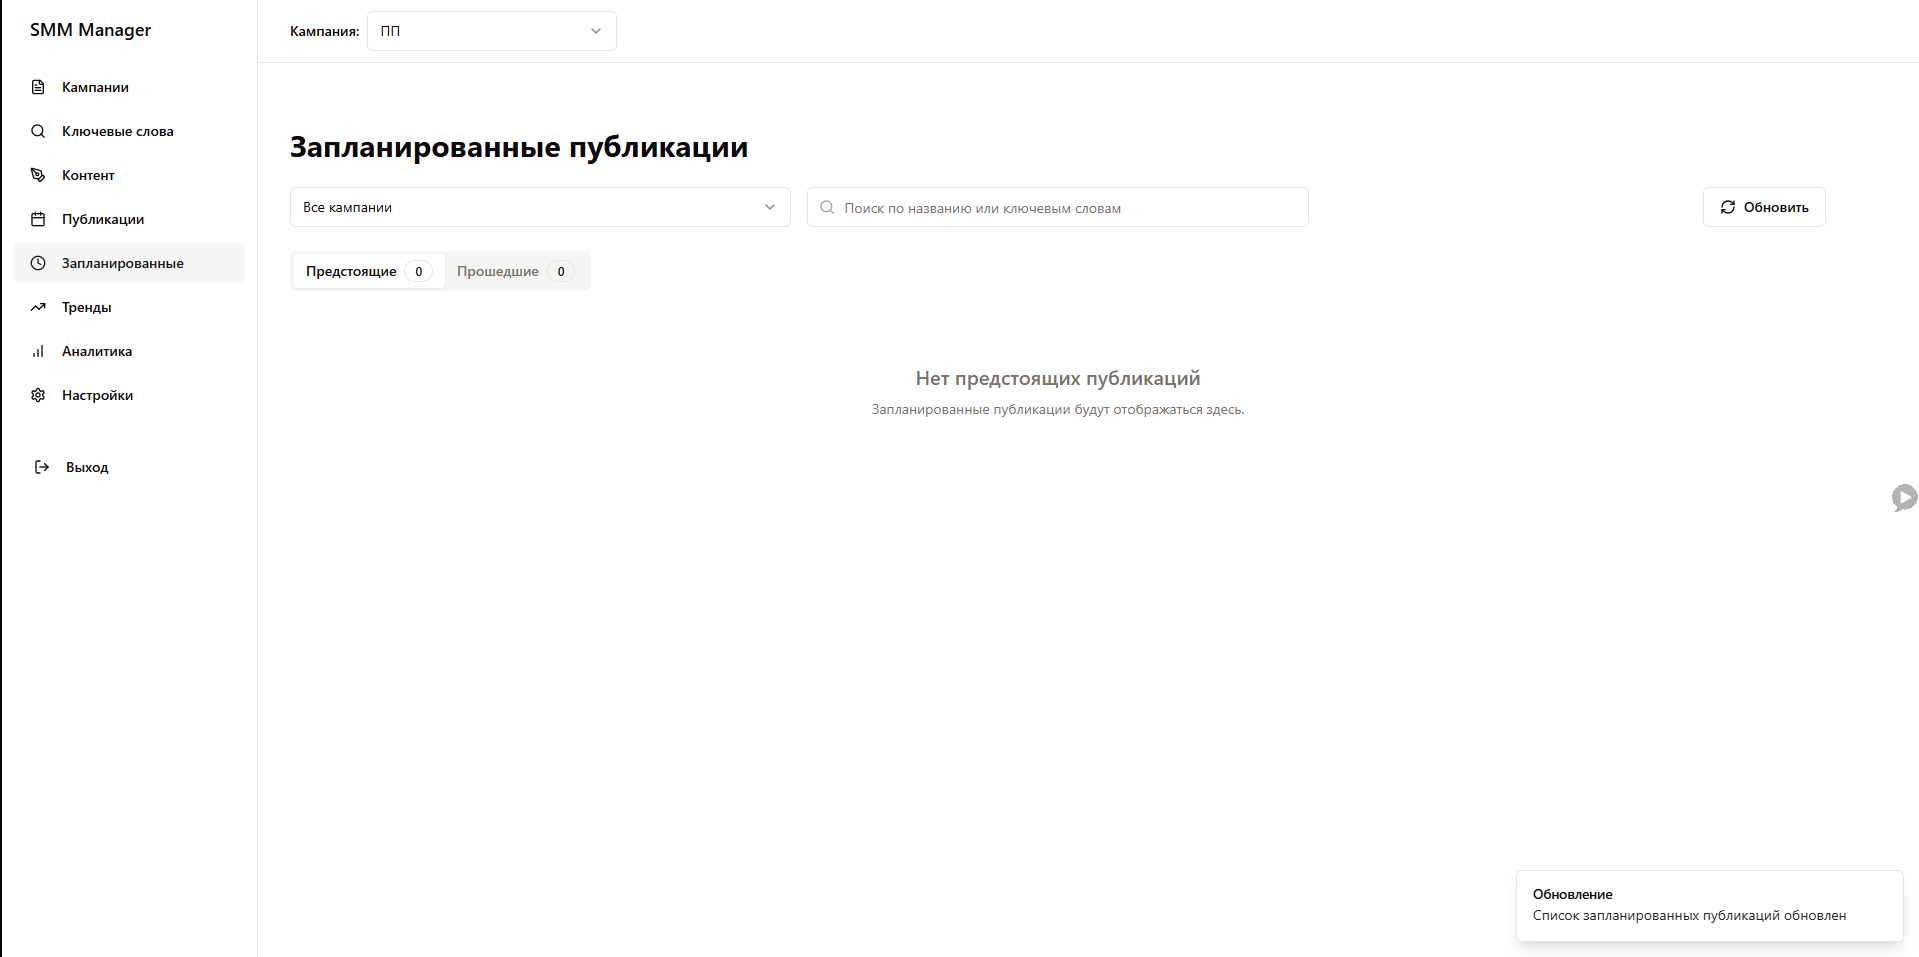 SMM Manager
Кампания:
ПП
Кампании
Ключевые слова
Контент
Публикации
Запланированные
Тренды
Аналитика
Настройки
Выход
Запланированные публикации
Все кампании
Поиск по названию или ключевым словам
Обновить
Предстоящие 0
Прошедшие 0
Нет предстоящих публикаций
Запланированные публикации будут отображаться здесь.
Обновление
Список запланированных публикаций обновлен